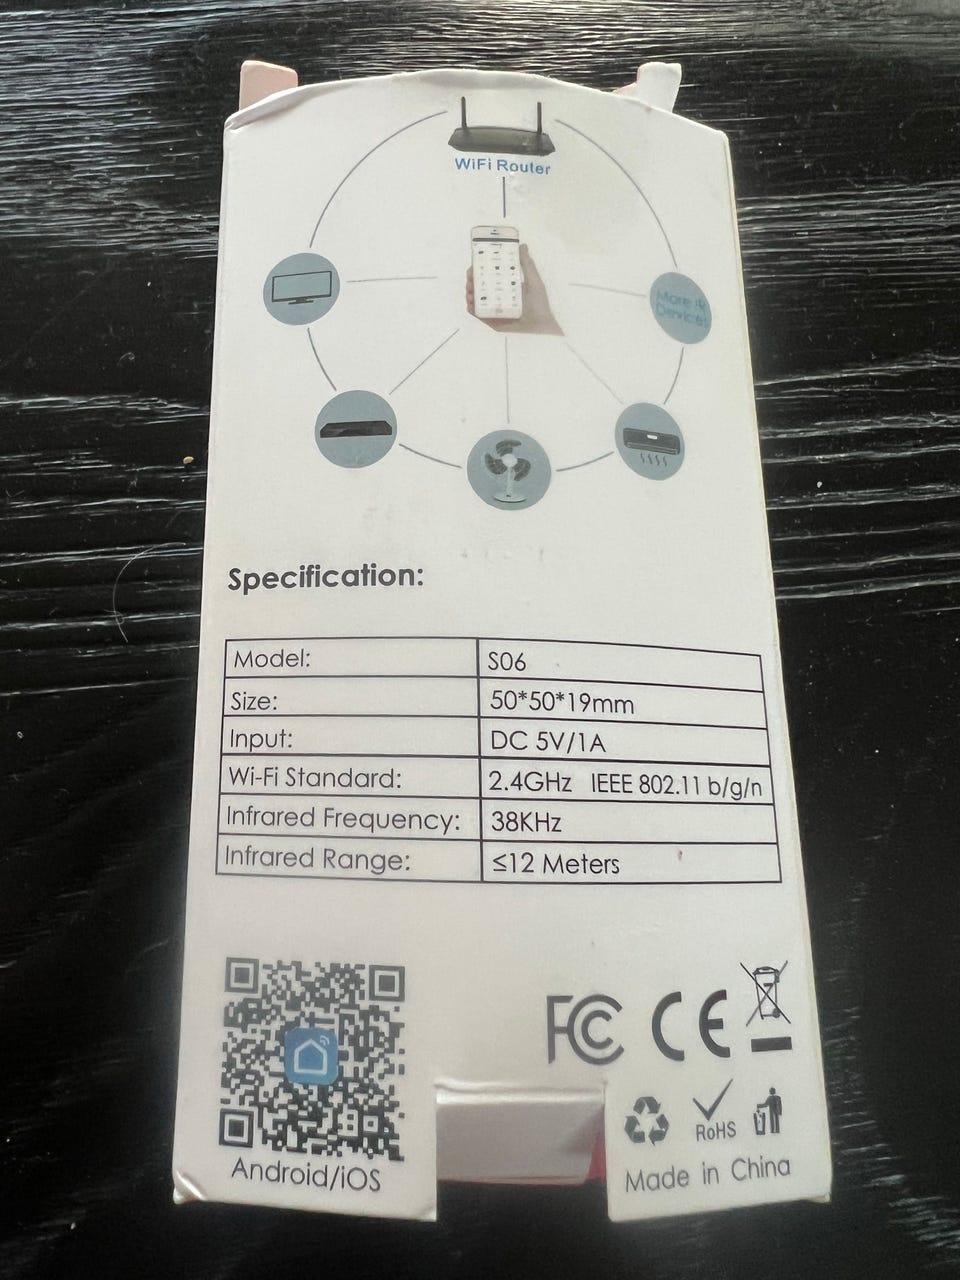 WiFi Router
More IR
Devices
Specification:
Model: S06
Size: 50*50*19mm
Input: DC 5V/1A
Wi-Fi Standard: 2.4GHz IEEE 802.11 b/g/n
Infrared Frequency: 38KHz
Infrared Range: ≤12 Meters
FC CE
RoHS
Android/iOS
Made in China